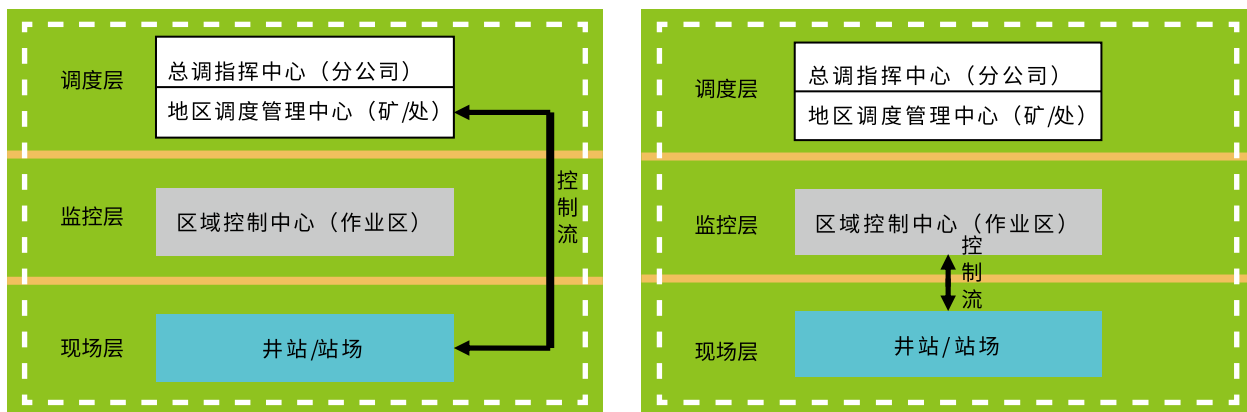 调度层
总调指挥中心（分公司）
地区调度管理中心（矿/处）
监控层
区域控制中心（作业区）
控制流
现场层
井站/站场
调度层
总调指挥中心（分公司）
地区调度管理中心（矿/处）
监控层
区域控制中心（作业区）
控制流
现场层
井站/站场